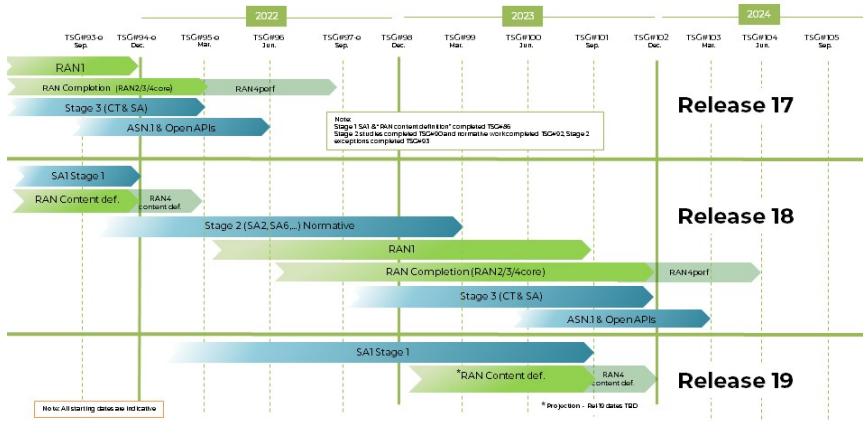 2022
2023
2024
TSG#93-e TSG#94-e TSG#95-e TSG#96 TSG#97-e TSG#98 TSG#99 TSG#100 TSG#101 TSG#102 TSG#103 TSG#104 TSG#105
Sep. Dec. Mar. Jun. Sep. Dec. Mar. Jun. Sep. Dec. Mar. Jun. Sep.
RAN1
RAN Completion (RAN2/3/4core) RAN4perf
Stage 3 (CT & SA)
ASN.1 & Open APIs
Release 17
Note:
Stage 1 SA1 & "RAN content definition" completed TSG#86
Stage 2 studies completed TSG#90 and normative work completed TSG#92, Stage 2
exceptions completed TSG#93
SA1 Stage 1
RAN Content def. RAN4
content def.
Stage 2 (SA2, SA6,...) Normative
RAN1
RAN Completion (RAN2/3/4core) RAN4perf
Stage 3 (CT & SA)
ASN.1 & Open APIs
Release 18
SA1 Stage 1
*RAN Content def. RAN4
content def.
Release 19
Note: All starting dates are indicative
* Projection - Rel 19 dates TBD